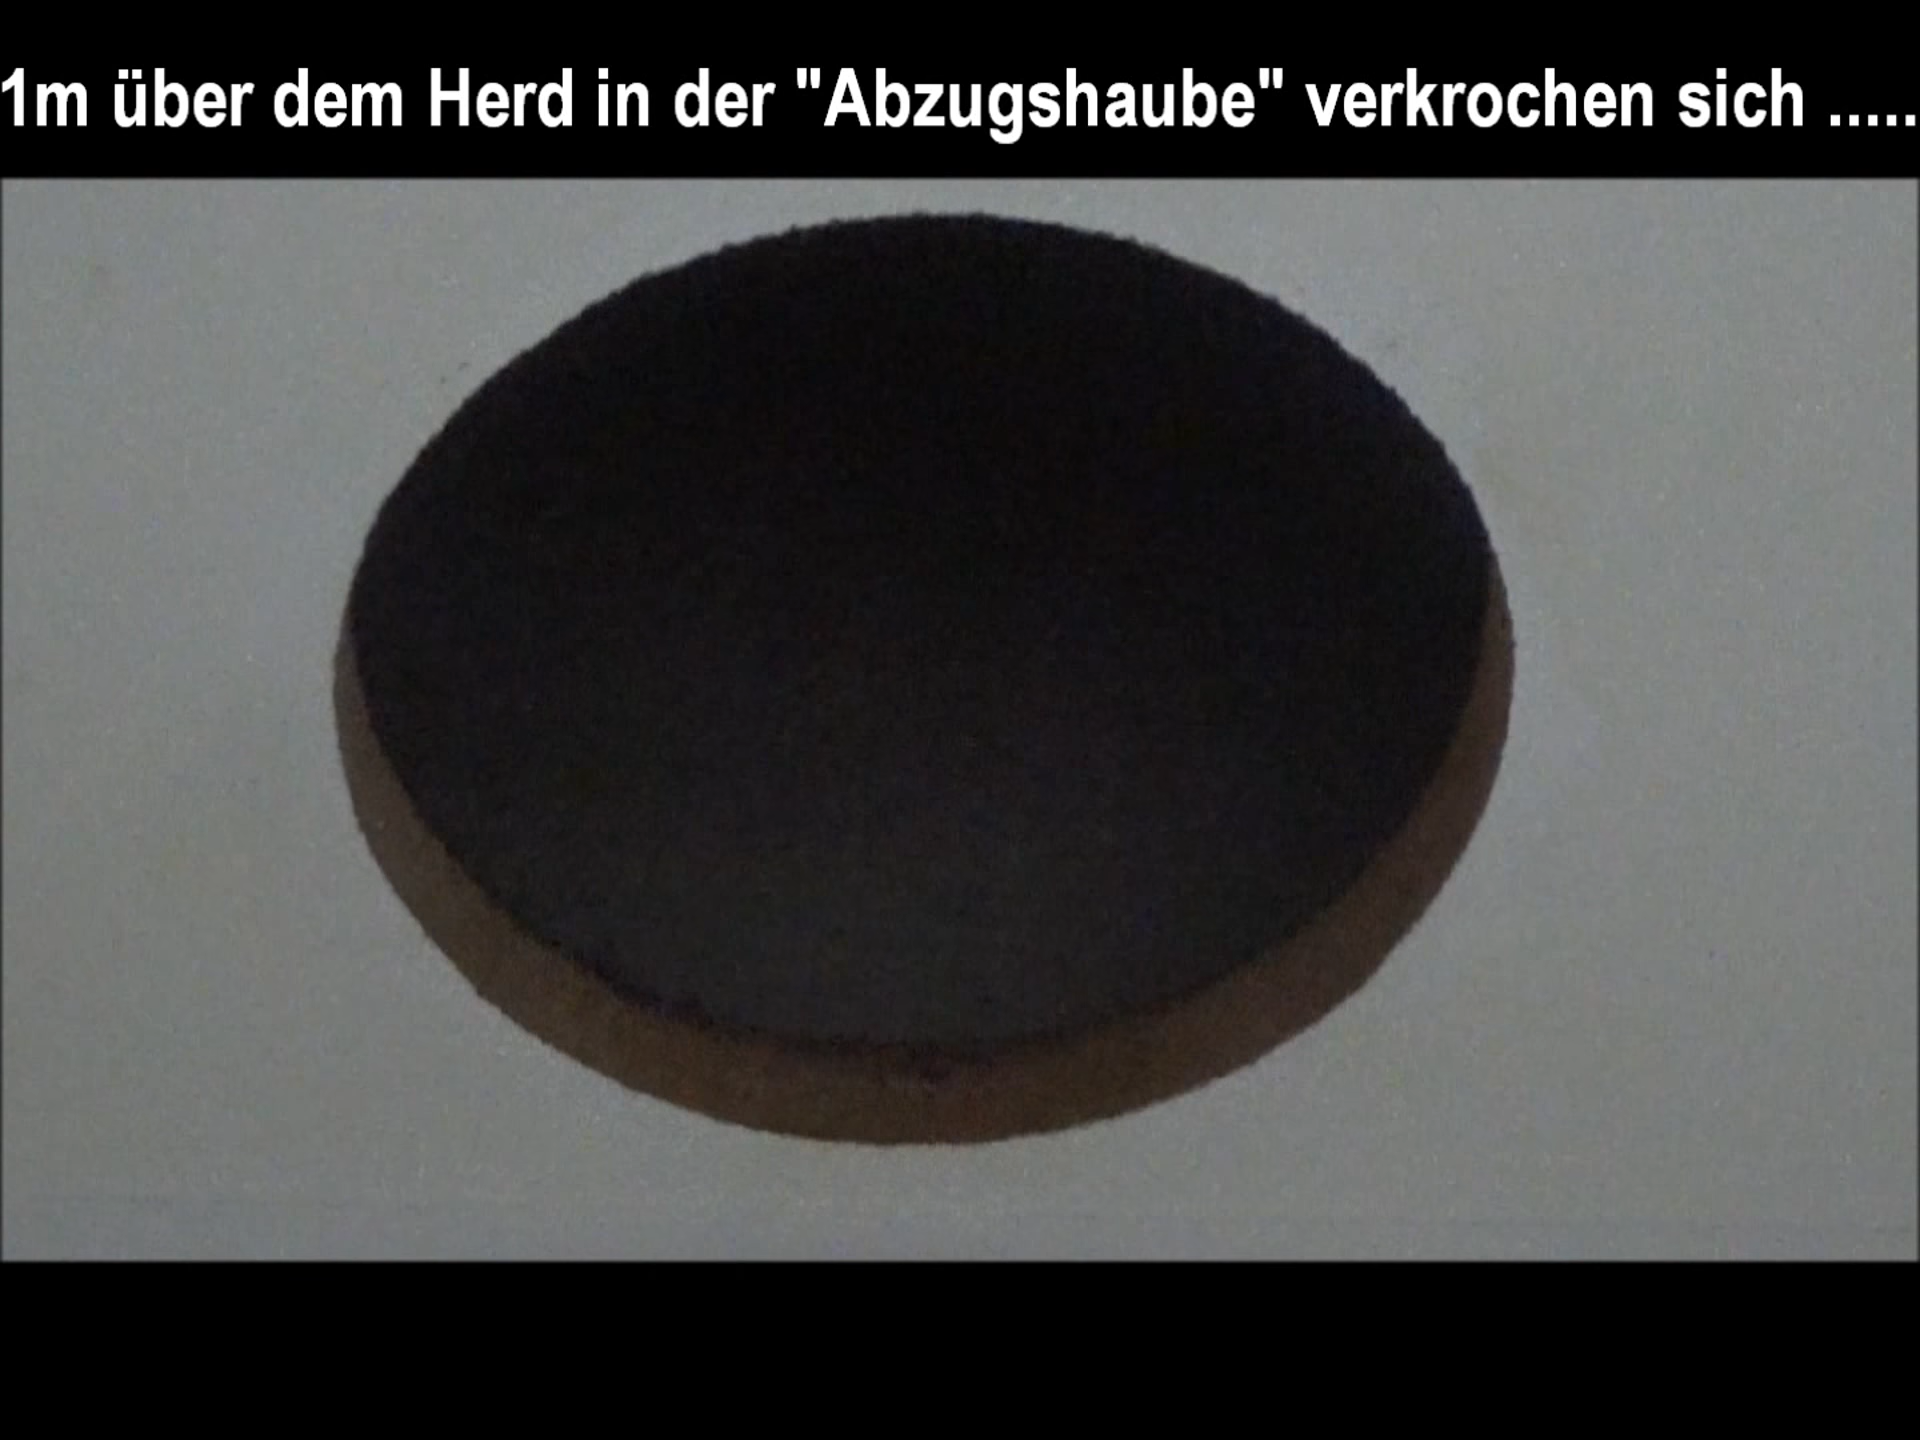 1m über dem Herd in der "Abzugshaube" verkrochen sich .....